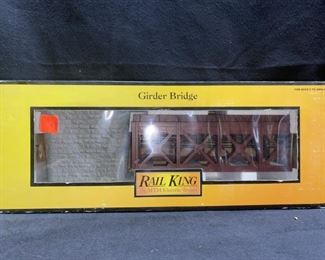 Girder Bridge
RAIL KING
by MTH Electric Trains